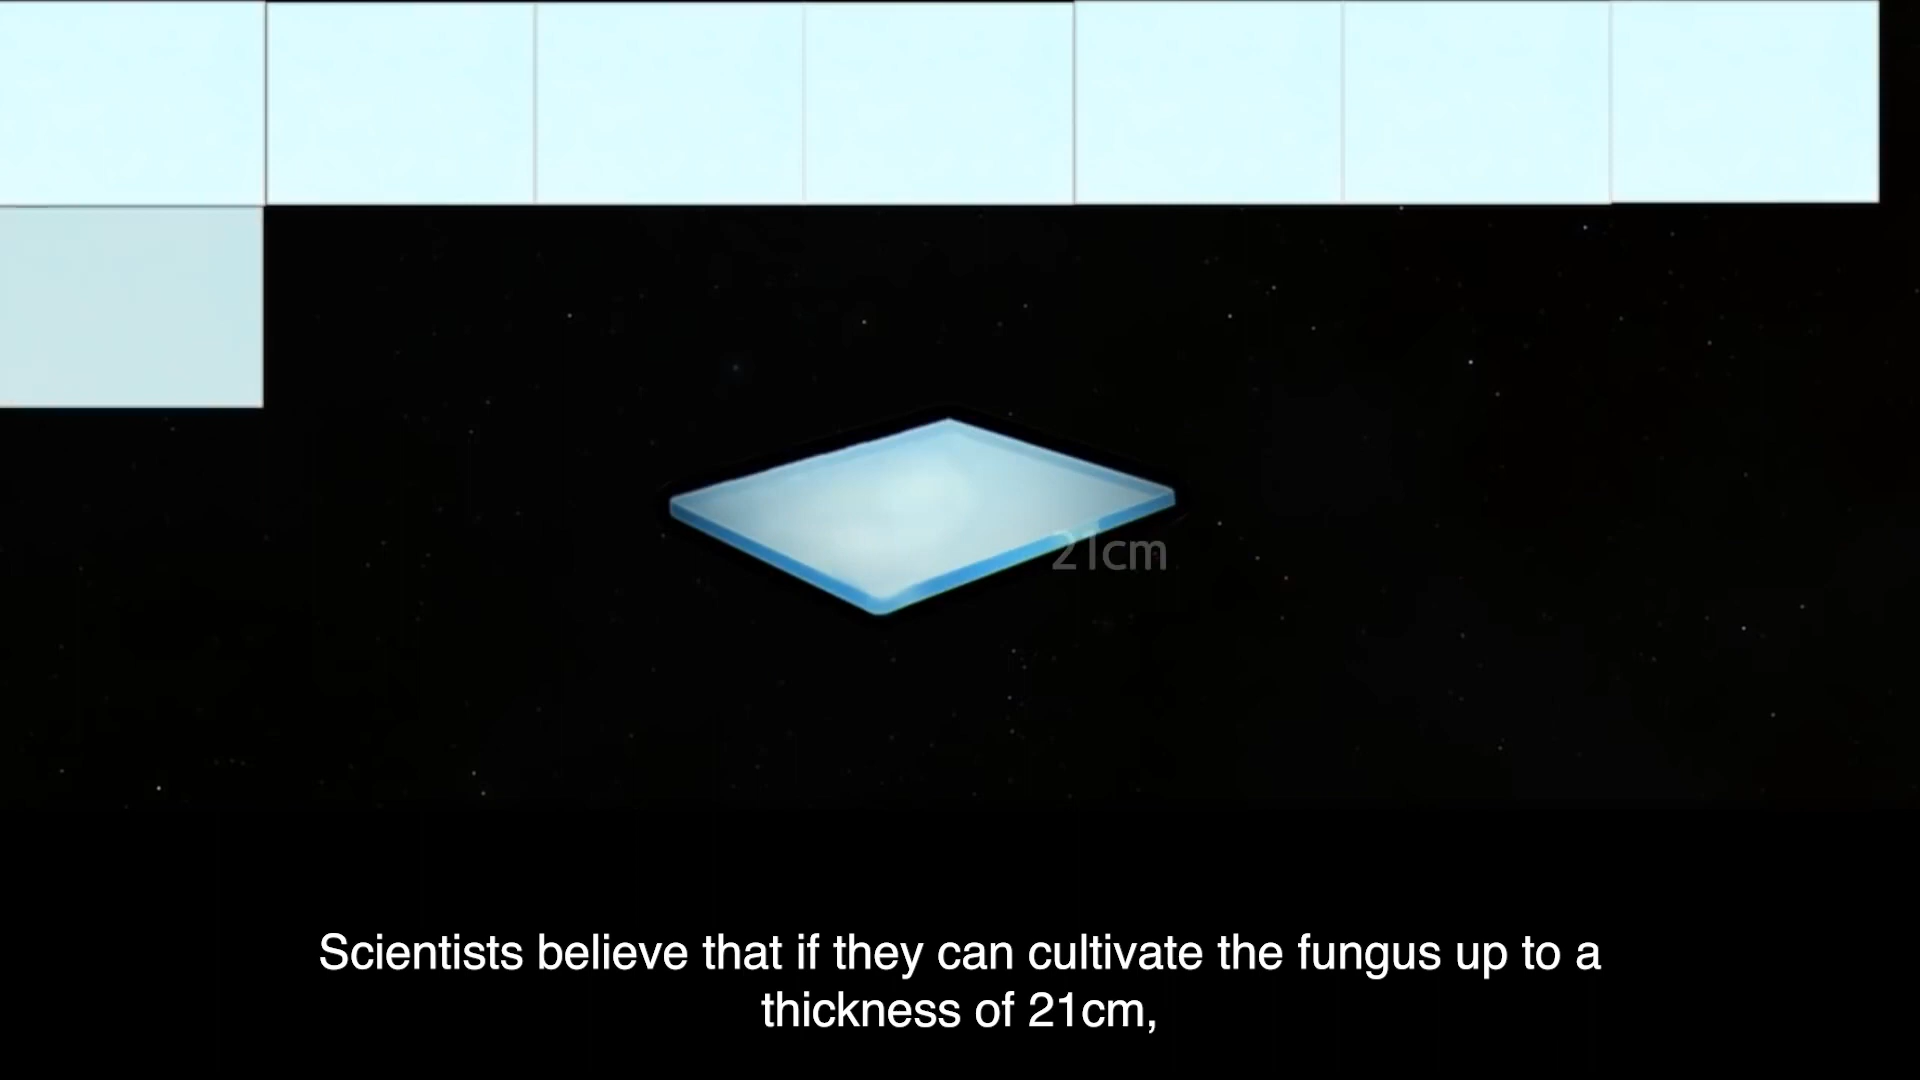 21cm
Scientists believe that if they can cultivate the fungus up to a
thickness of 21cm,